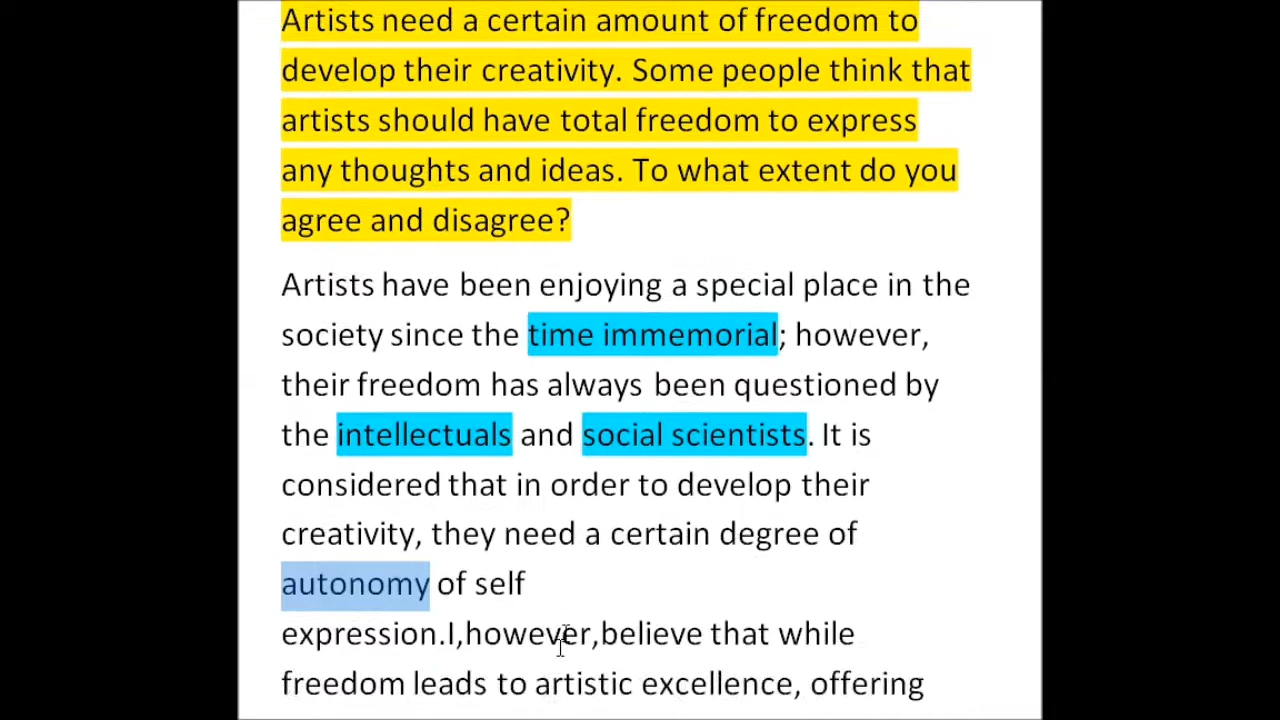 Artists need a certain amount of freedom to
develop their creativity. Some people think that
artists should have total freedom to express
any thoughts and ideas. To what extent do you
agree and disagree?
Artists have been enjoying a special place in the
society since the time immemorial; however,
their freedom has always been questioned by
the intellectuals and social scientists. It is
considered that in order to develop their
creativity, they need a certain degree of
autonomy of self
expression.I,however,believe that while
freedom leads to artistic excellence, offering